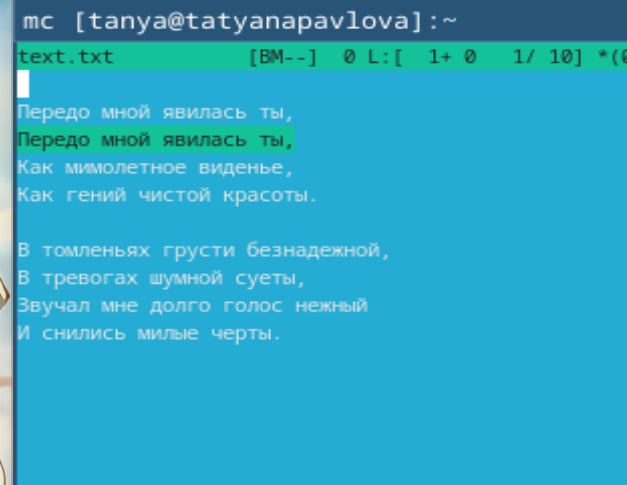 mc [tanya@tatyanapavlova]:~
text.txt [BM--] 0 L:[ 1+ 0 1/ 10] *(0
Передо мной явилась ты,
Передо мной явилась ты,
Как мимолетное виденье,
Как гений чистой красоты.
В томленьях грусти безнадежной,
В тревогах шумной суеты,
Звучал мне долго голос нежный
И снились милые черты.